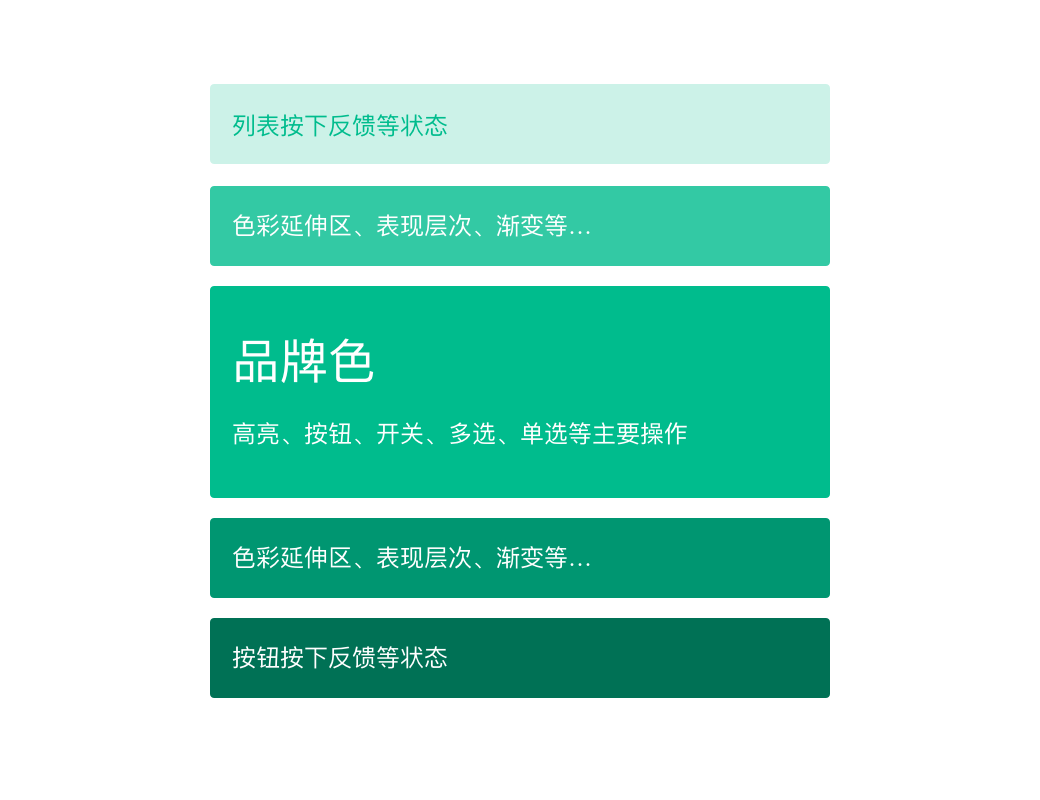 列表按下反馈等状态
色彩延伸区、表现层次、渐变等…
品牌色
高亮、按钮、开关、多选、单选等主要操作
色彩延伸区、表现层次、渐变等…
按钮按下反馈等状态